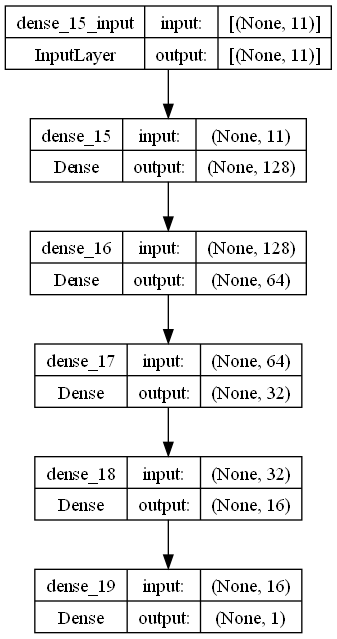 dense_15_input input: [(None, 11)]
InputLayer output: [(None, 11)]
dense_15 input: (None, 11)
Dense output: (None, 128)
dense_16 input: (None, 128)
Dense output: (None, 64)
dense_17 input: (None, 64)
Dense output: (None, 32)
dense_18 input: (None, 32)
Dense output: (None, 16)
dense_19 input: (None, 16)
Dense output: (None, 1)